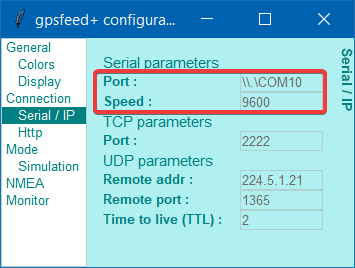 gpsfeed+ configura...
General
Colors
Display
Connection
Serial / IP
Http
Mode
Simulation
NMEA
Monitor
Serial parameters
Port : \\.\COM10
Speed : 9600
TCP parameters
Port : 2222
UDP parameters
Remote addr : 224.5.1.21
Remote port : 1365
Time to live (TTL) : 2
Serial / IP